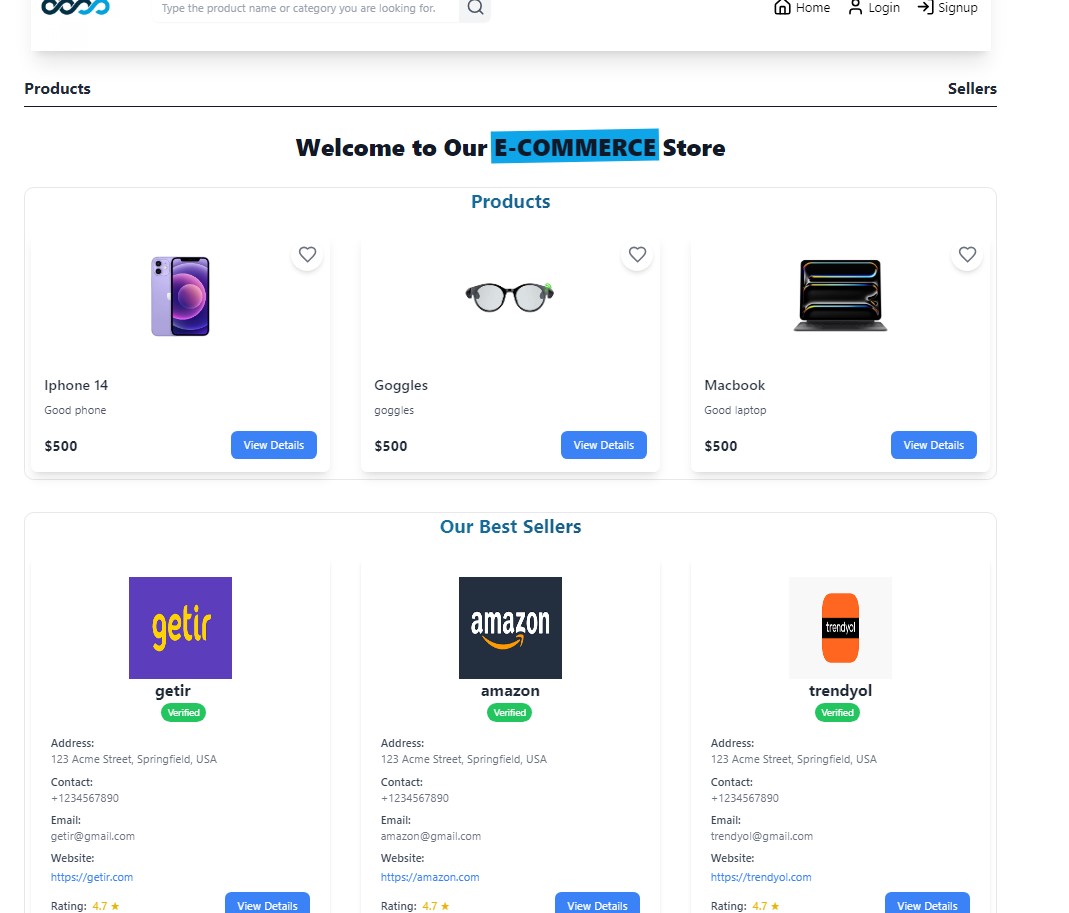 Type the product name or category you are looking for.
Home Login Signup
Products Sellers
Welcome to Our E-COMMERCE Store
Products
Iphone 14
Good phone
$500 View Details
Goggles
goggles
$500 View Details
Macbook
Good laptop
$500 View Details
Our Best Sellers
getir
getir
Verified
Address:
123 Acme Street, Springfield, USA
Contact:
+1234567890
Email:
getir@gmail.com
Website:
https://getir.com
Rating: 4.7 ★ View Details
amazon
amazon
Verified
Address:
123 Acme Street, Springfield, USA
Contact:
+1234567890
Email:
amazon@gmail.com
Website:
https://amazon.com
Rating: 4.7 ★ View Details
trendyol
trendyol
Verified
Address:
123 Acme Street, Springfield, USA
Contact:
+1234567890
Email:
trendyol@gmail.com
Website:
https://trendyol.com
Rating: 4.7 ★ View Details